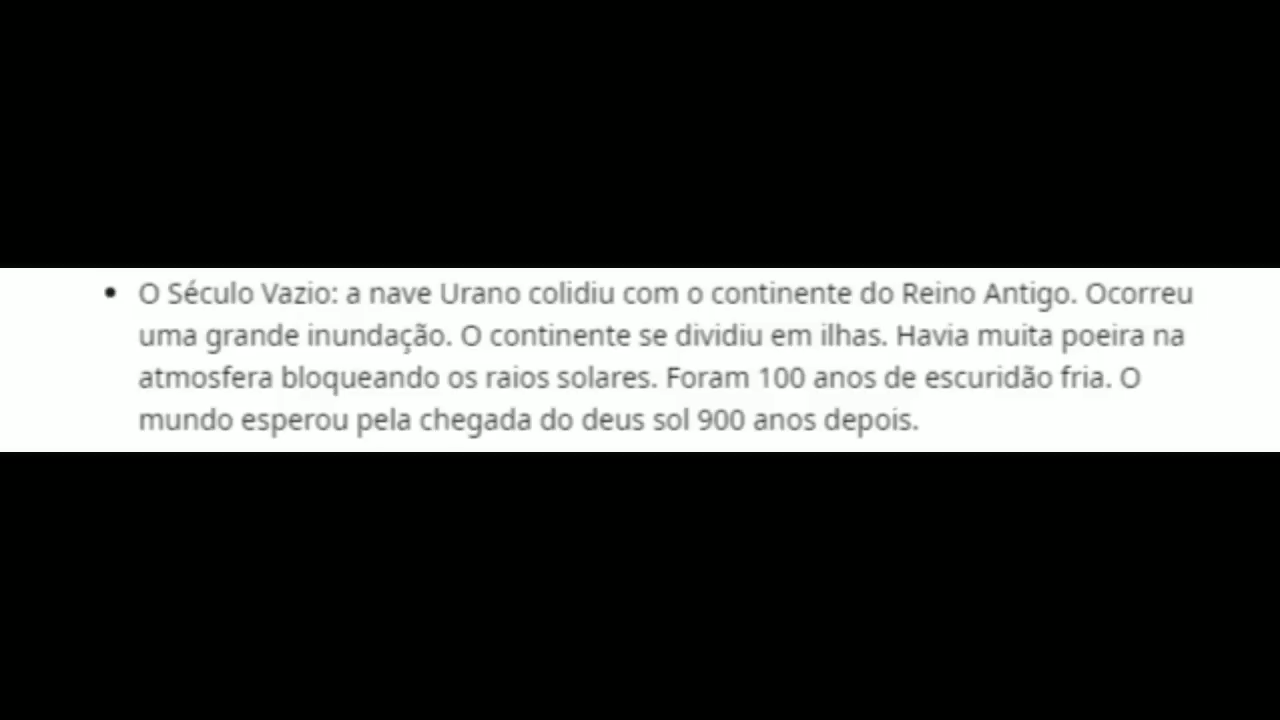 • O Século Vazio: a nave Urano colidiu com o continente do Reino Antigo. Ocorreu
uma grande inundação. O continente se dividiu em ilhas. Havia muita poeira na
atmosfera bloqueando os raios solares. Foram 100 anos de escuridão fria. O
mundo esperou pela chegada do deus sol 900 anos depois.